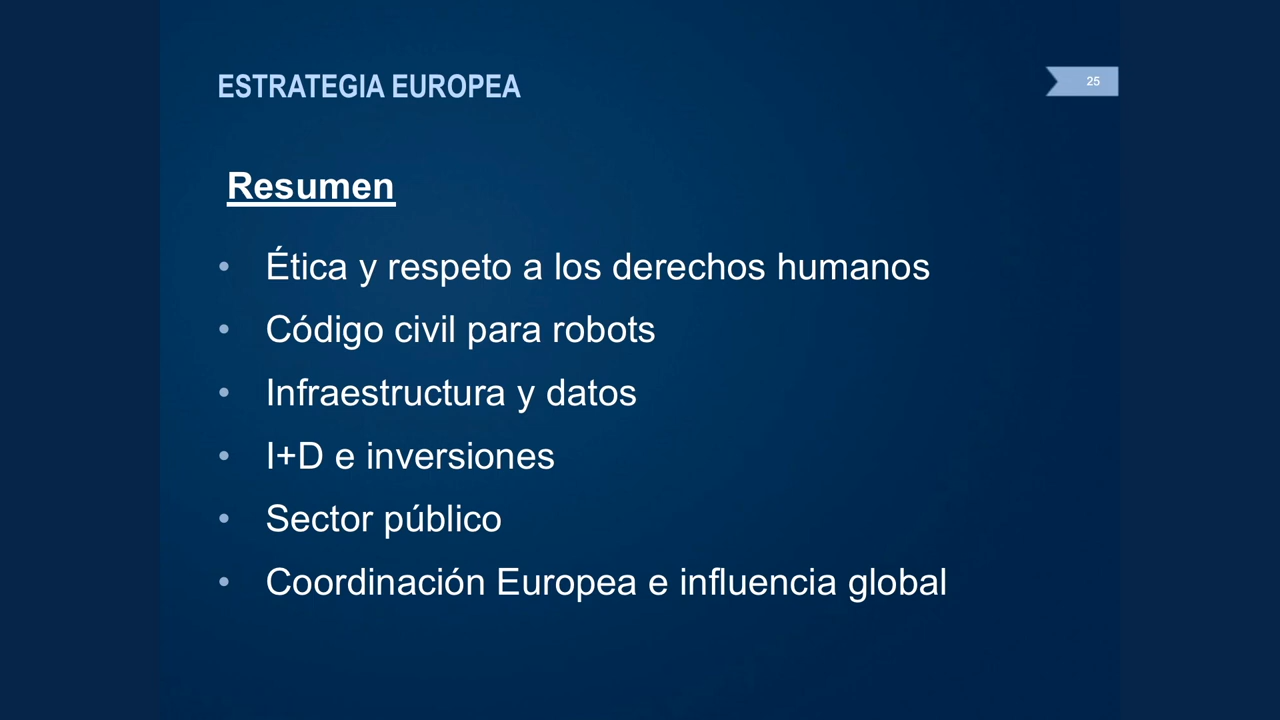 ESTRATEGIA EUROPEA
25
Resumen
• Ética y respeto a los derechos humanos
• Código civil para robots
• Infraestructura y datos
• I+D e inversiones
• Sector público
• Coordinación Europea e influencia global